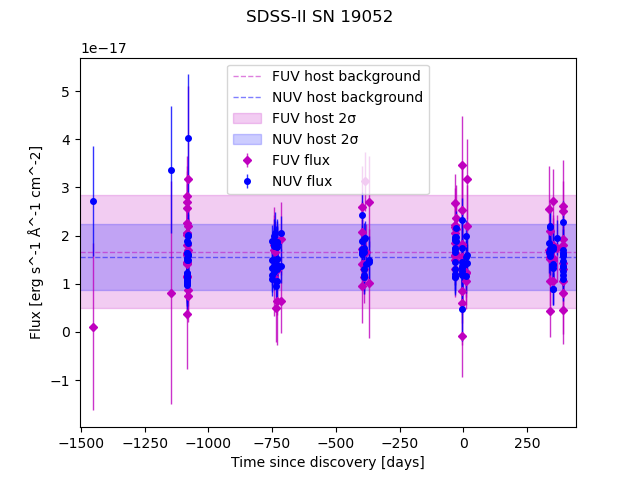 SDSS-II SN 19052
1e−17
FUV host background
NUV host background
FUV host 2σ
NUV host 2σ
FUV flux
NUV flux
5
4
3
2
1
0
−1
Flux [erg s^-1 Å^-1 cm^-2]
−1500 −1250 −1000 −750 −500 −250 0 250
Time since discovery [days]